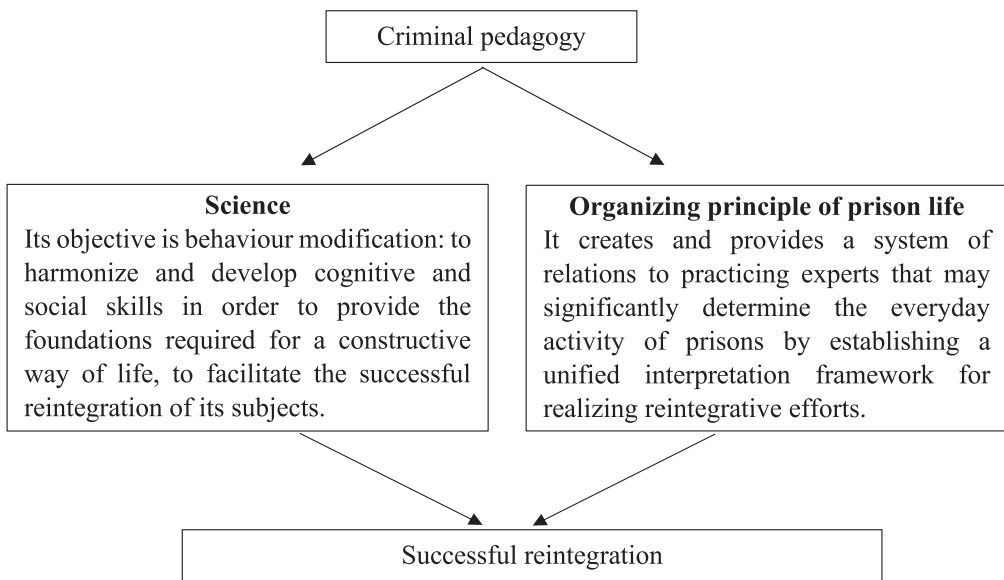 Criminal pedagogy
Science
Its objective is behaviour modification: to
harmonize and develop cognitive and
social skills in order to provide the
foundations required for a constructive
way of life, to facilitate the successful
reintegration of its subjects.
Organizing principle of prison life
It creates and provides a system of
relations to practicing experts that may
significantly determine the everyday
activity of prisons by establishing a
unified interpretation framework for
realizing reintegrative efforts.
Successful reintegration